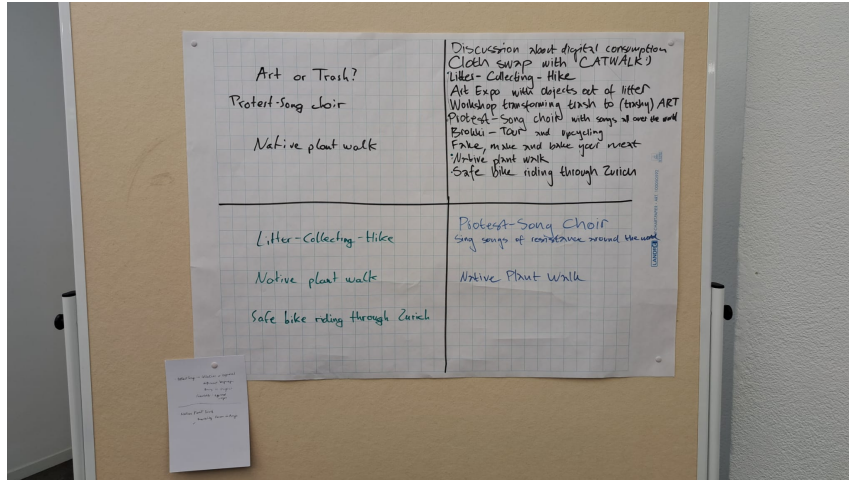 Art or Trash?
Protest-Song choir
Native plant walk
Discussion about digital consumption
Cloth swap with CATWALK :)
Litter-Collecting-Hike
Art Expo with objects out of litter
Workshop transforming trash to (trashy) ART
Protest-Song choir with songs all over the world
Brokki-Tour and upcycling
Fake, make and bake your meat
Native plant walk
Safe bike riding through Zurich
Litter-Collecting-Hike
Native plant walk
Safe bike riding through Zurich
Protest-Song Choir
Sing songs of resistance around the world
Native Plant Walk